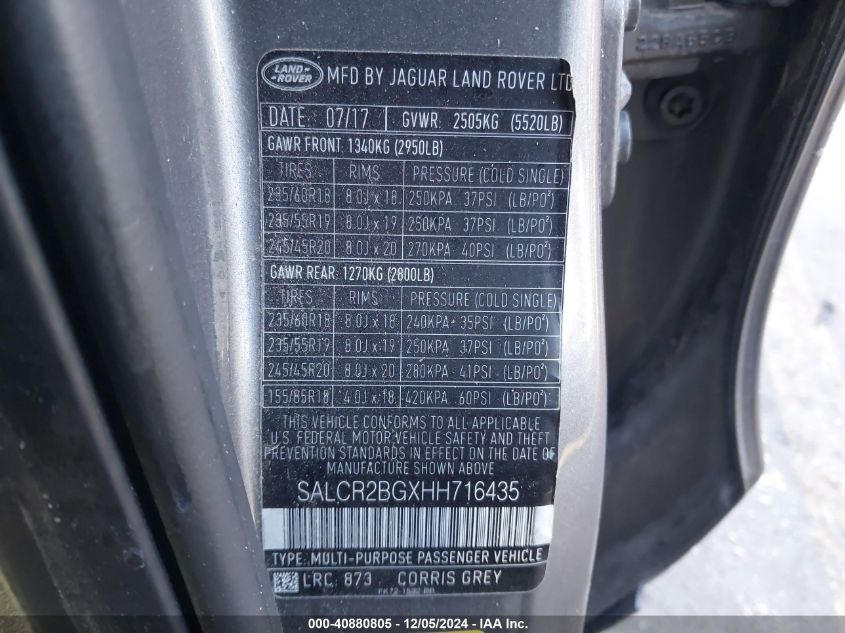 LAND-
ROVER
MFD BY JAGUAR LAND ROVER LTD
DATE: 07/17 GVWR: 2505KG (5520LB)
GAWR FRONT: 1340KG (2950LB)
TIRES RIMS PRESSURE (COLD SINGLE)
235/60R18 8.0J x 18 250KPA 37PSI (LB/PO²)
235/55R19 8.0J x 19 250KPA 37PSI (LB/PO²)
245/45R20 8.0J x 20 270KPA 40PSI (LB/PO²)
GAWR REAR: 1270KG (2800LB)
TIRES RIMS PRESSURE (COLD SINGLE)
235/60R18 8.0J x 18 240KPA 35PSI (LB/PO²)
235/55R19 8.0J x 19 250KPA 37PSI (LB/PO²)
245/45R20 8.0J x 20 280KPA 41PSI (LB/PO²)
155/85R18 4.0J x 18 420KPA 60PSI (LB/PO²)
THIS VEHICLE CONFORMS TO ALL APPLICABLE
U.S. FEDERAL MOTOR VEHICLE SAFETY AND THEFT
PREVENTION STANDARDS IN EFFECT ON THE DATE OF
MANUFACTURE SHOWN ABOVE
SALCR2BGXHH716435
TYPE: MULTI-PURPOSE PASSENGER VEHICLE
LRC: 873 CORRIS GREY
000-40880805 - 12/05/2024 - IAA Inc.